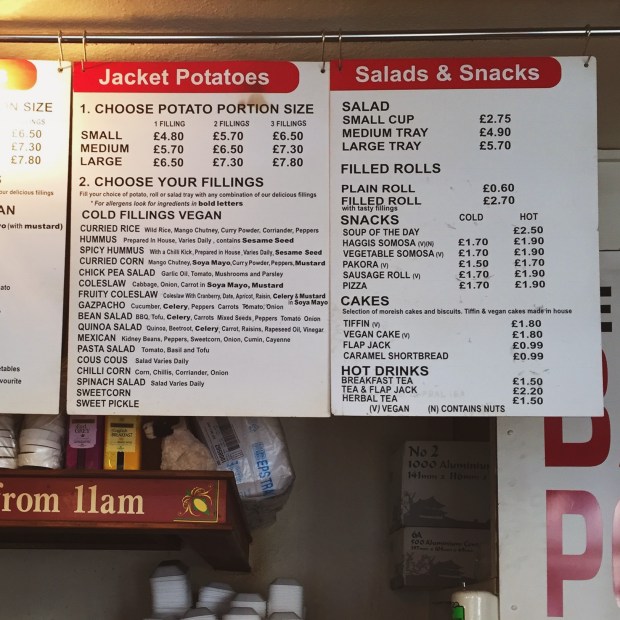 N SIZE
NGS
£6.50
£7.30
£7.80
our delicious fillings
AN
yo (with mustard)
tato
etables
avourite
Jacket Potatoes
1. CHOOSE POTATO PORTION SIZE
1 FILLING 2 FILLINGS 3 FILLINGS
SMALL £4.80 £5.70 £6.50
MEDIUM £5.70 £6.50 £7.30
LARGE £6.50 £7.30 £7.80
2. CHOOSE YOUR FILLINGS
Fill your choice of potato, roll or salad tray with any combination of our delicious fillings
* For allergens look for ingredients in bold letters
COLD FILLINGS VEGAN
CURRIED RICE Wild Rice, Mango Chutney, Curry Powder, Corriander, Peppers
HUMMUS Prepared In House, Varies Daily, contains Sesame Seed
SPICY HUMMUS With a Chilli Kick, Prepared in House, Varies Daily, Sesame Seed
CURRIED CORN Mango Chutney, Soya Mayo, Curry Powder, Peppers, Mustard
CHICK PEA SALAD Garlic Oil, Tomato, Mushrooms and Parsley
COLESLAW Cabbage, Onion, Carrot in Soya Mayo, Mustard
FRUITY COLESLAW Coleslaw With Cranberry, Date, Apricot, Raisin, Celery & Mustard in Soya Mayo
GAZPACHO Cucumber, Celery, Peppers Carrots Tomato, Onion
BEAN SALAD BBQ, Tofu, Celery, Carrots Mixed Seeds, Peppers Tomato Onion
QUINOA SALAD Quinoa, Beetroot, Celery, Carrot, Raisins, Rapeseed Oil, Vinegar
MEXICAN Kidney Beans, Peppers, Sweetcorn, Onion, Cumin, Cayenne
PASTA SALAD Tomato, Basil and Tofu
COUS COUS Salad Varies Daily
CHILLI CORN Corn, Chillis, Corriander, Onion
SPINACH SALAD Salad Varies Daily
SWEETCORN
SWEET PICKLE
Salads & Snacks
SALAD
SMALL CUP £2.75
MEDIUM TRAY £4.90
LARGE TRAY £5.70
FILLED ROLLS
PLAIN ROLL £0.60
FILLED ROLL £2.70
with tasty fillings
SNACKS COLD HOT
SOUP OF THE DAY £2.50
HAGGIS SOMOSA (V)(N) £1.70 £1.90
VEGETABLE SOMOSA (V) £1.70 £1.90
PAKORA (V) £1.50 £1.70
SAUSAGE ROLL (V) £1.70 £1.90
PIZZA £1.70 £1.90
CAKES
Selection of moreish cakes and biscuits. Tiffin & vegan cakes made in house
TIFFIN (V) £1.80
VEGAN CAKE (V) £1.80
FLAP JACK £0.99
CARAMEL SHORTBREAD £0.99
HOT DRINKS
BREAKFAST TEA £1.50
TEA & FLAP JACK £2.20
HERBAL TEA £1.50
(V) VEGAN (N) CONTAINS NUTS
from 11am
No 2
1000 Aluminium
E
B
PO